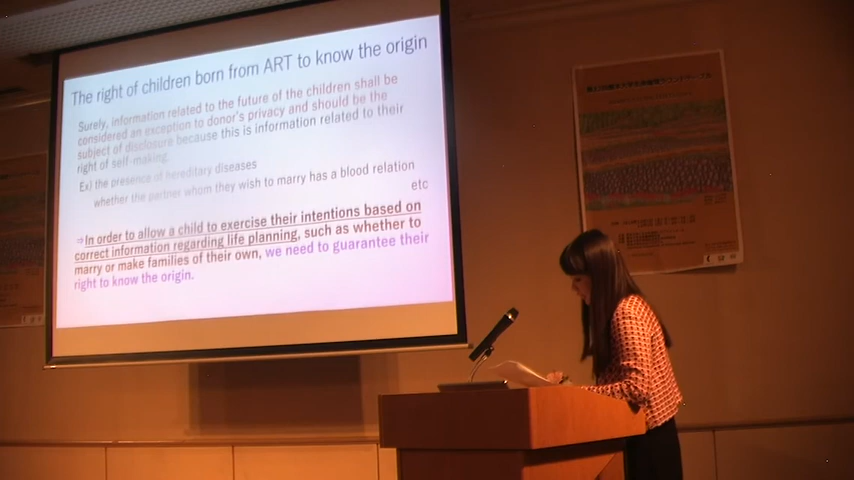 The right of children born from ART to know the origin
Surely, information related to the future of the children shall be
considered an exception to donor's privacy and should be the
subject of disclosure because this is information related to their
right of self-making.
Ex) the presence of hereditary diseases
whether the partner whom they wish to marry has a blood relation
etc
⇒In order to allow a child to exercise their intentions based on
correct information regarding life planning, such as whether to
marry or make families of their own, we need to guarantee their
right to know the origin.